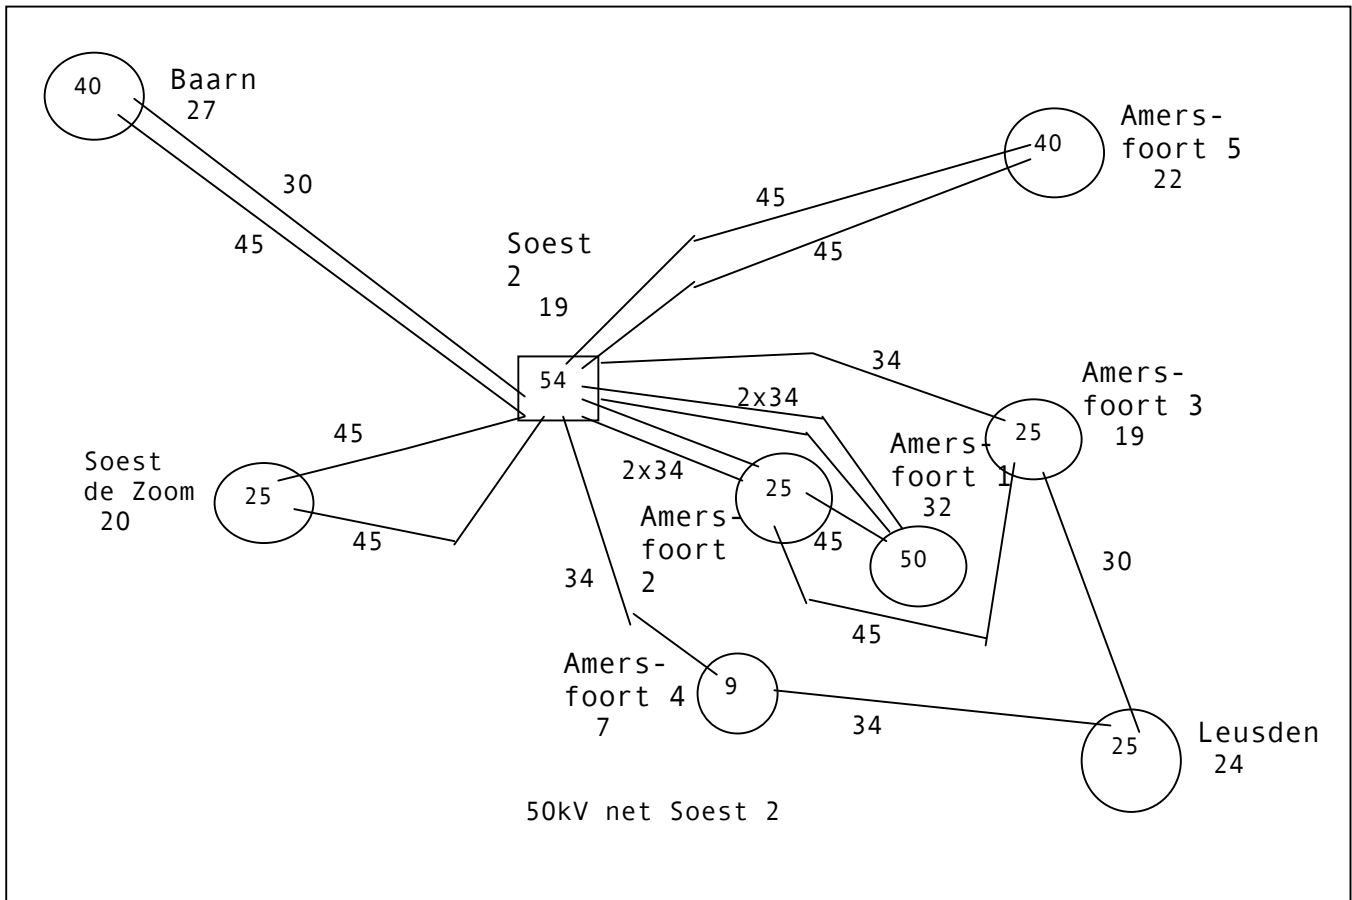 40
Baarn
27
Amers-
foort 5
22
40
30
45
45
45
Soest
2
19
54
34
2x34
Amers-
foort 3
19
25
Amers-
foort 1
32
45
Soest
de Zoom
20
25
45
2x34
25
Amers-
foort
2
45
50
34
30
45
Amers-
foort 4
7
9
34
25
Leusden
24
50kV net Soest 2